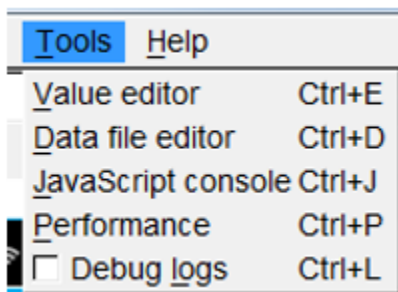 Tools Help
Value editor Ctrl+E
Data file editor Ctrl+D
JavaScript console Ctrl+J
Performance Ctrl+P
Debug logs Ctrl+L